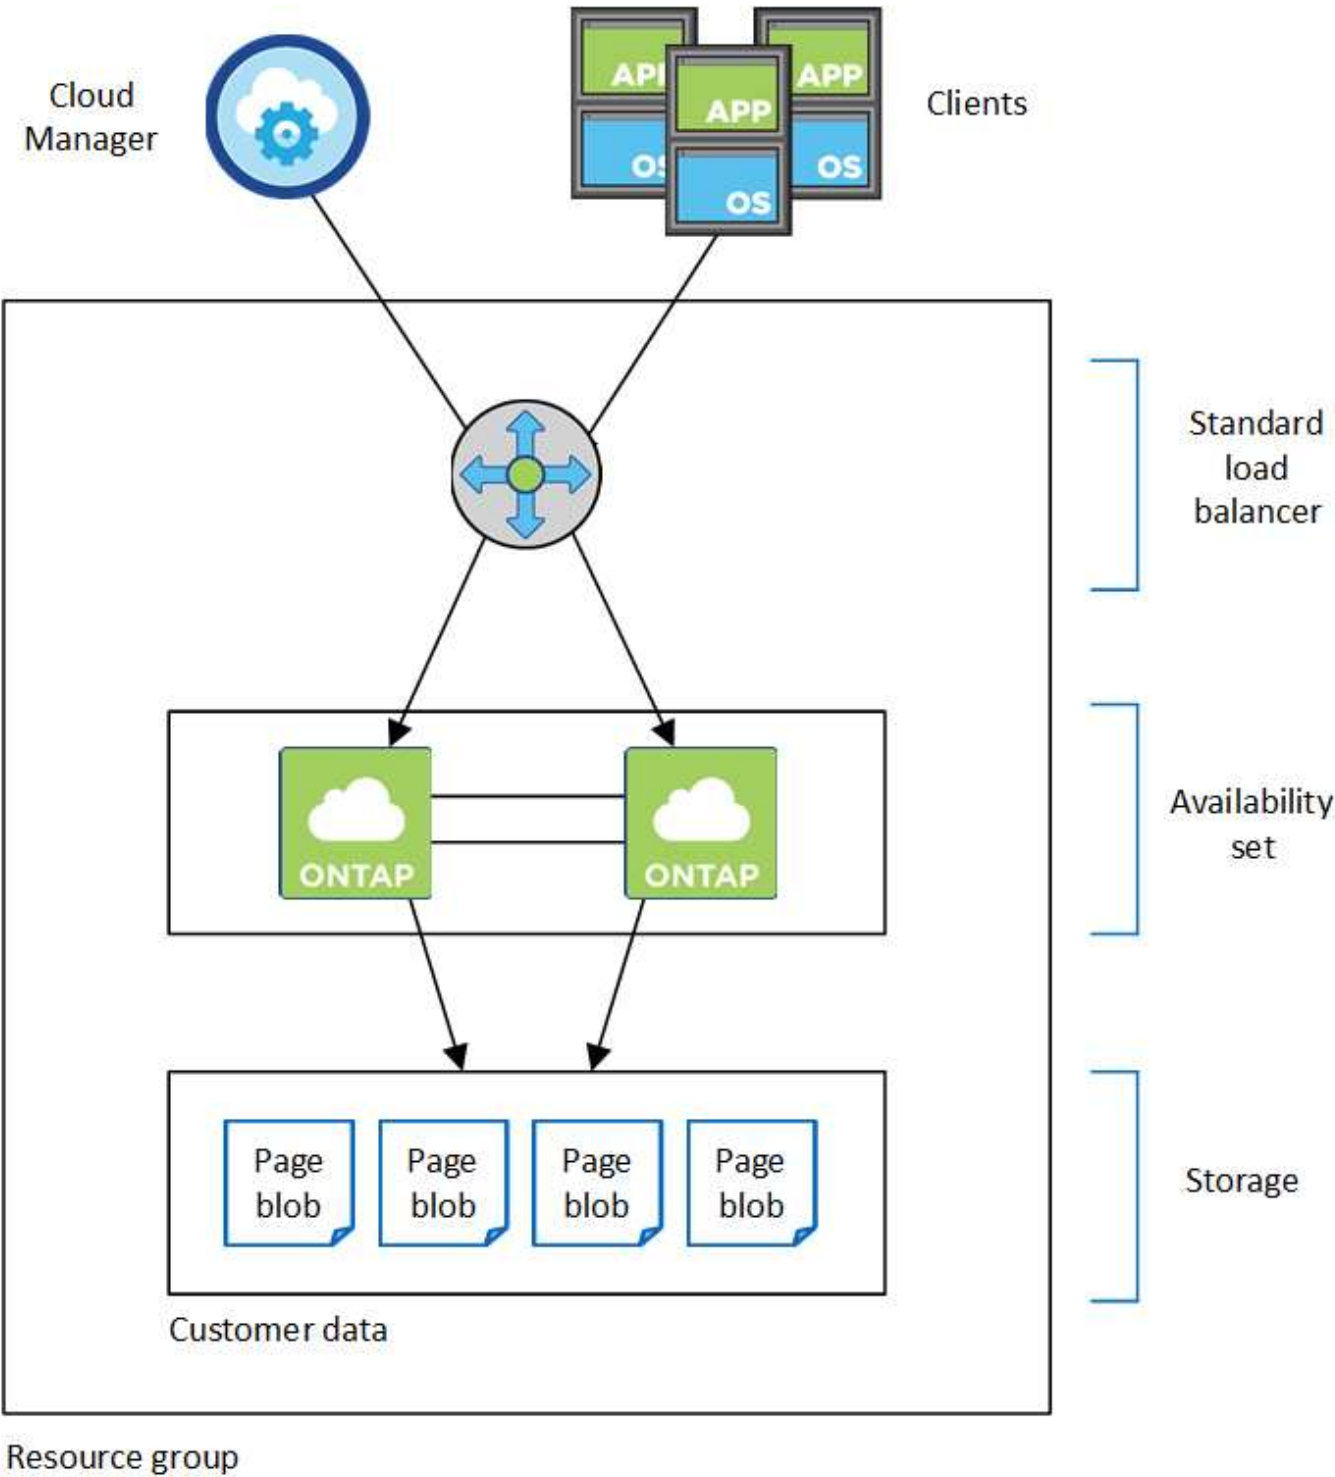 Cloud
Manager
APP
APP
APP
OS
OS
OS
Clients
Standard
load
balancer
ONTAP
ONTAP
Availability
set
Page
blob
Page
blob
Page
blob
Page
blob
Storage
Customer data
Resource group